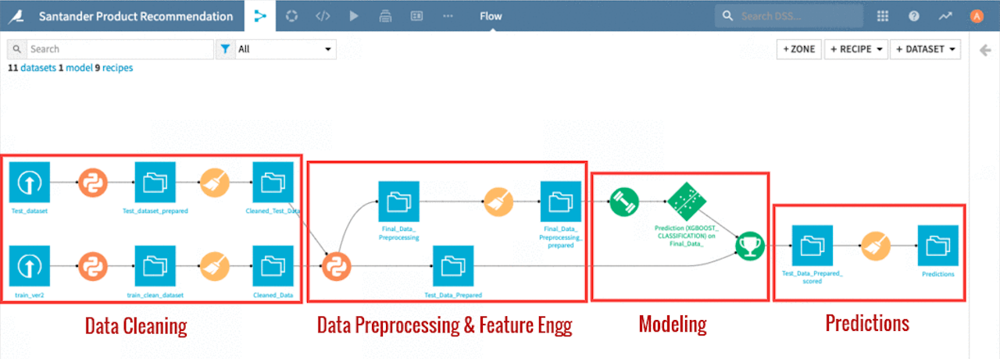 Santander Product Recommendation
</>
Flow
Search DSS...
A
Search
All
+ ZONE
+ RECIPE
+ DATASET
11 datasets 1 model 9 recipes
Test_dataset
Test_dataset_prepared
Cleaned_Test_Data
train_ver2
train_clean_dataset
Cleaned_Data
Final_Data_
Preprocessing
Final_Data_
Preprocessing_
prepared
Test_Data_Prepared
Prediction (XGBOOST_
CLASSIFICATION) on
Final_Data_
Test_Data_Prepared_
scored
Predictions
Data Cleaning
Data Preprocessing & Feature Engg
Modeling
Predictions